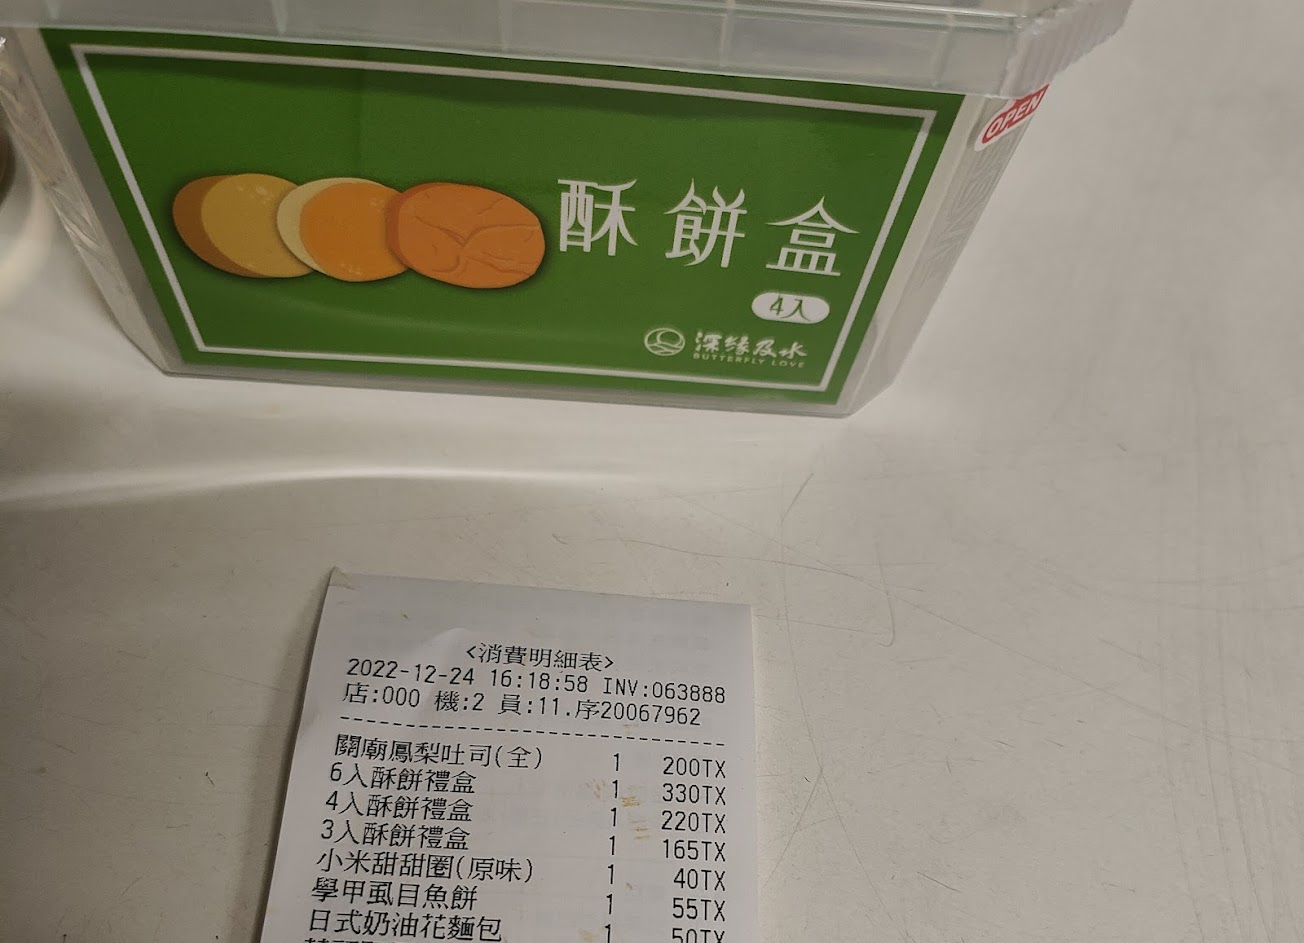 OPEN
酥餅盒
4入
深緣及水
BUTTERFLY LOVE
<消費明細表>
2022-12-24 16:18:58 INV:063888
店:000 機:2 員:11.序20067962
關廟鳳梨吐司(全) 1 200TX
6入酥餅禮盒 1 330TX
4入酥餅禮盒 1 220TX
3入酥餅禮盒 1 165TX
小米甜甜圈(原味) 1 40TX
學甲虱目魚餅 1 55TX
日式奶油花麵包 1 50TX